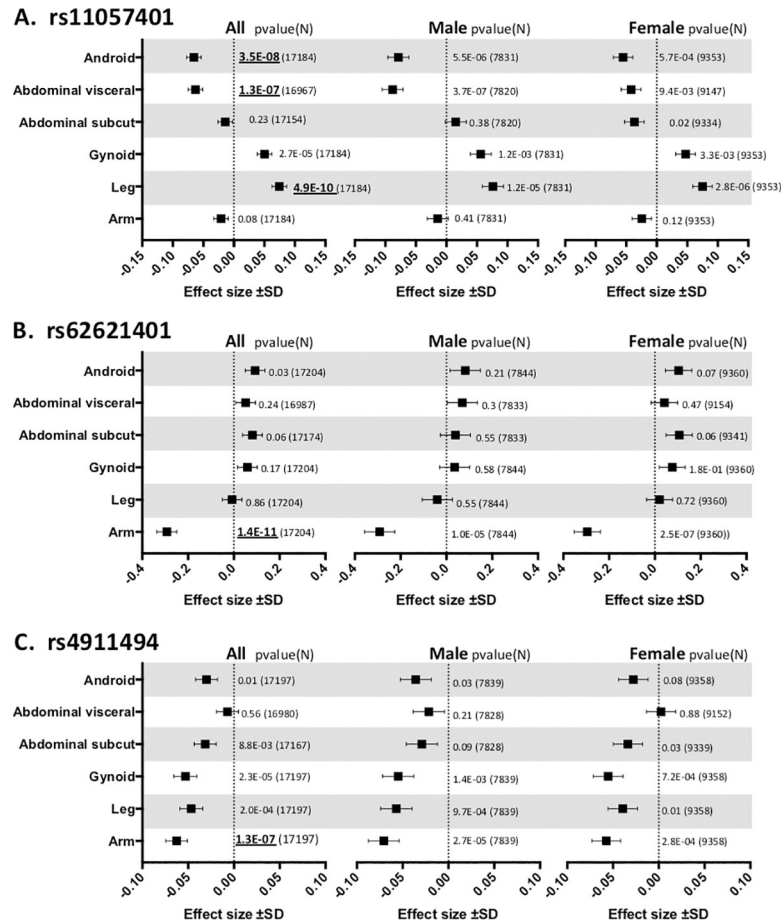 A. rs11057401
All pvalue(N) Male pvalue(N) Female pvalue(N)
Android 3.5E-08 (17184) 5.5E-06 (7831) 5.7E-04 (9353)
Abdominal visceral 1.3E-07 (16967) 3.7E-07 (7820) 9.4E-03 (9147)
Abdominal subcut 0.23 (17154) 0.38 (7820) 0.02 (9334)
Gynoid 2.7E-05 (17184) 1.2E-03 (7831) 3.3E-03 (9353)
Leg 4.9E-10 (17184) 1.2E-05 (7831) 2.8E-06 (9353)
Arm 0.08 (17184) 0.41 (7831) 0.12 (9353)
-0.15 -0.10 -0.05 0.00 0.05 0.10 0.15 -0.15 -0.10 -0.05 0.00 0.05 0.10 0.15 -0.15 -0.10 -0.05 0.00 0.05 0.10 0.15
Effect size ±SD Effect size ±SD Effect size ±SD
B. rs62621401
All pvalue(N) Male pvalue(N) Female pvalue(N)
Android 0.03 (17204) 0.21 (7844) 0.07 (9360)
Abdominal visceral 0.24 (16987) 0.3 (7833) 0.47 (9154)
Abdominal subcut 0.06 (17174) 0.55 (7833) 0.06 (9341)
Gynoid 0.17 (17204) 0.58 (7844) 1.8E-01 (9360)
Leg 0.86 (17204) 0.55 (7844) 0.72 (9360)
Arm 1.4E-11 (17204) 1.0E-05 (7844) 2.5E-07 (9360))
-0.4 -0.2 0.0 0.2 0.4 -0.4 -0.2 0.0 0.2 0.4 -0.4 -0.2 0.0 0.2 0.4
Effect size ±SD Effect size ±SD Effect size ±SD
C. rs4911494
All pvalue(N) Male pvalue(N) Female pvalue(N)
Android 0.01 (17197) 0.03 (7839) 0.08 (9358)
Abdominal visceral 0.56 (16980) 0.21 (7828) 0.88 (9152)
Abdominal subcut 8.8E-03 (17167) 0.09 (7828) 0.03 (9339)
Gynoid 2.3E-05 (17197) 1.4E-03 (7839) 7.2E-04 (9358)
Leg 2.0E-04 (17197) 9.7E-04 (7839) 0.01 (9358)
Arm 1.3E-07 (17197) 2.7E-05 (7839) 2.8E-04 (9358)
-0.10 -0.05 0.00 0.05 0.10 -0.10 -0.05 0.00 0.05 0.10 -0.10 -0.05 0.00 0.05 0.10
Effect size ±SD Effect size ±SD Effect size ±SD